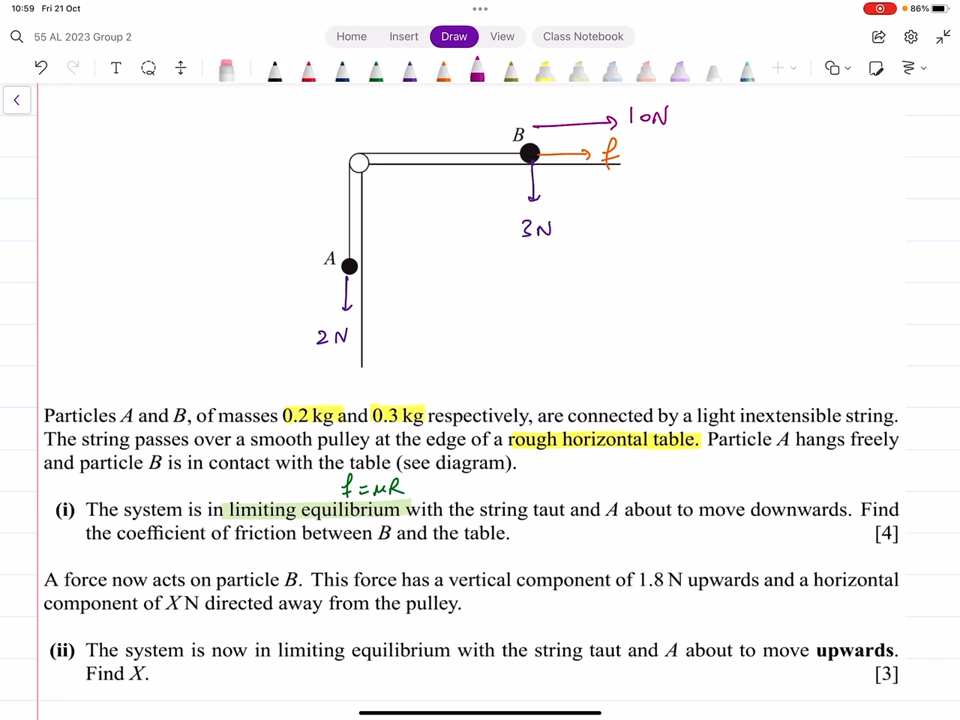 10:59 Fri 21 Oct
86%
55 AL 2023 Group 2
Home Insert Draw View Class Notebook
B
10N
f
3N
A
2N
Particles A and B, of masses 0.2 kg and 0.3 kg respectively, are connected by a light inextensible string.
The string passes over a smooth pulley at the edge of a rough horizontal table. Particle A hangs freely
and particle B is in contact with the table (see diagram).
f = μR
(i) The system is in limiting equilibrium with the string taut and A about to move downwards. Find
the coefficient of friction between B and the table. [4]
A force now acts on particle B. This force has a vertical component of 1.8 N upwards and a horizontal
component of X N directed away from the pulley.
(ii) The system is now in limiting equilibrium with the string taut and A about to move upwards.
Find X. [3]